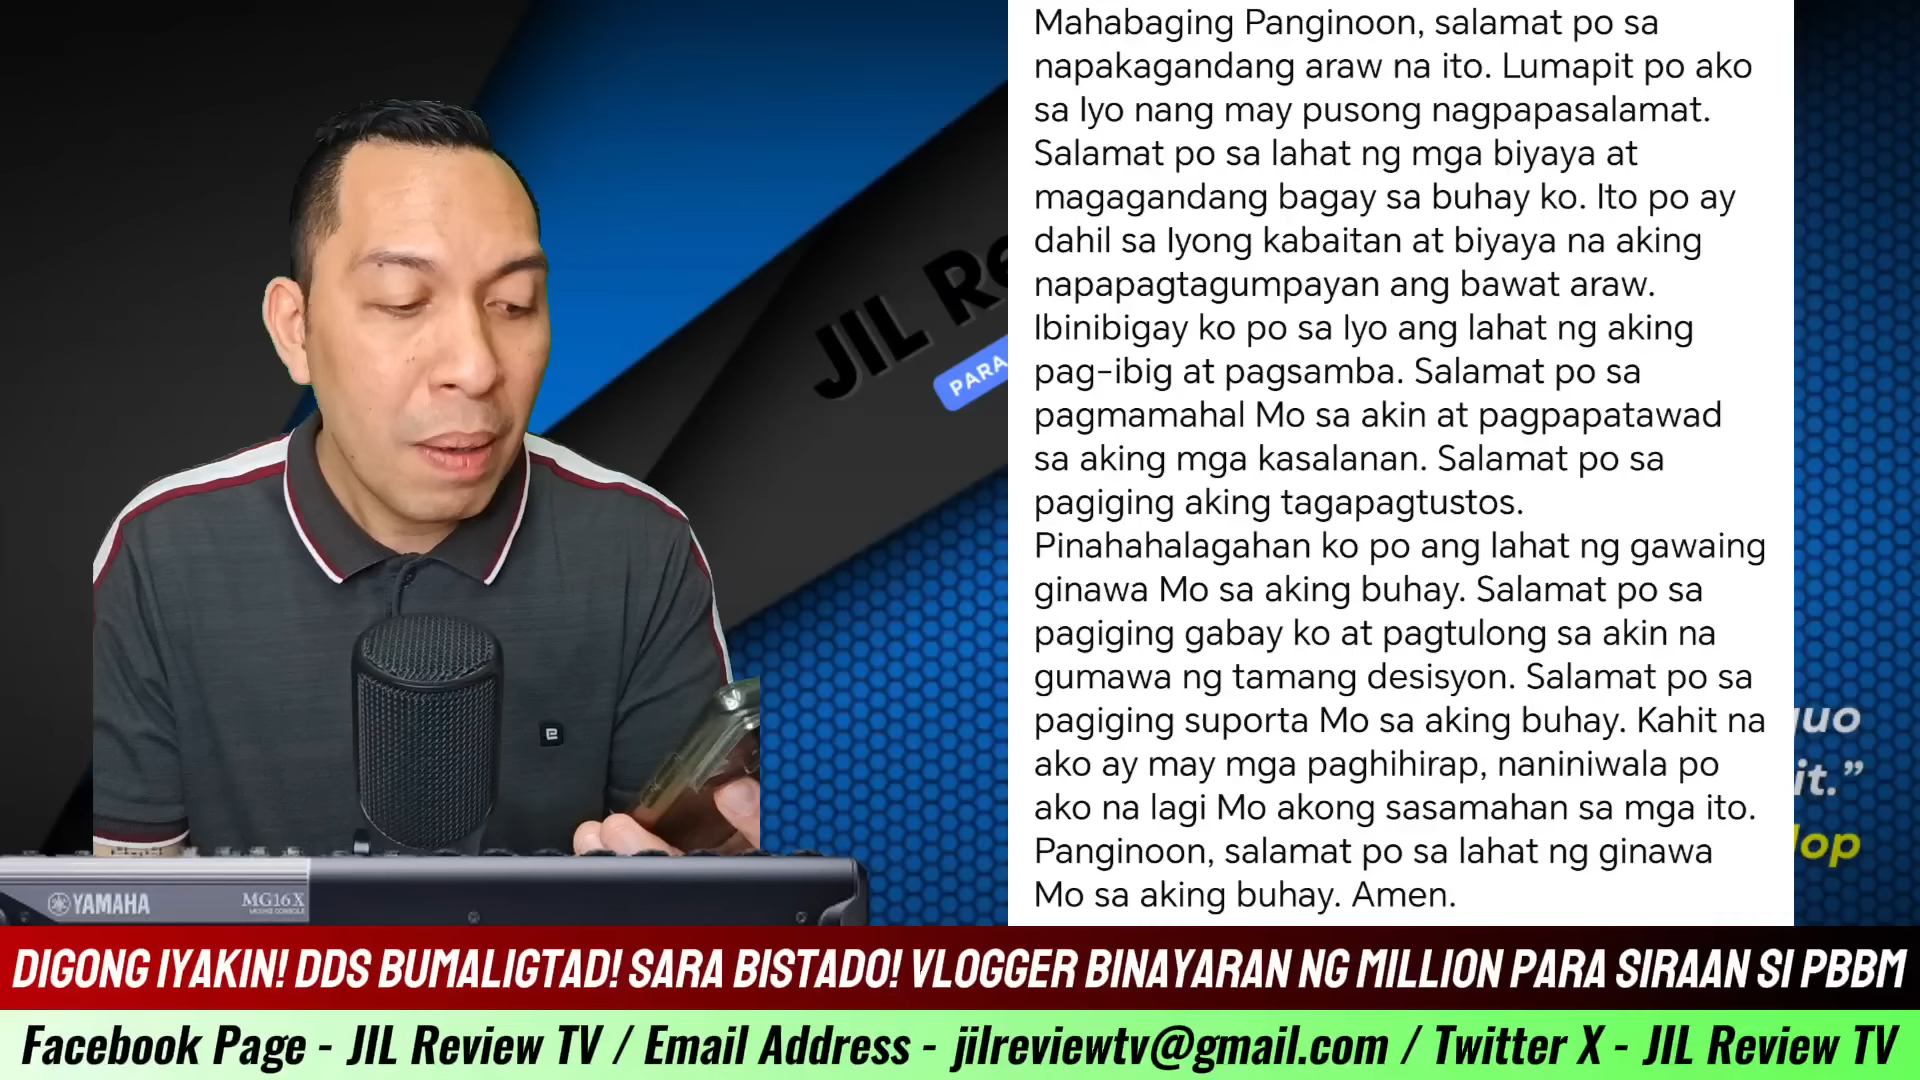 Mahabaging Panginoon, salamat po sa
napakagandang araw na ito. Lumapit po ako
sa Iyo nang may pusong nagpapasalamat.
Salamat po sa lahat ng mga biyaya at
magagandang bagay sa buhay ko. Ito po ay
dahil sa Iyong kabaitan at biyaya na aking
napapagtagumpayan ang bawat araw.
Ibinibigay ko po sa Iyo ang lahat ng aking
pag-ibig at pagsamba. Salamat po sa
pagmamahal Mo sa akin at pagpapatawad
sa aking mga kasalanan. Salamat po sa
pagiging aking tagapagtustos.
Pinahahalagahan ko po ang lahat ng gawaing
ginawa Mo sa aking buhay. Salamat po sa
pagiging gabay ko at pagtulong sa akin na
gumawa ng tamang desisyon. Salamat po sa
pagiging suporta Mo sa aking buhay. Kahit na
ako ay may mga paghihirap, naniniwala po
ako na lagi Mo akong sasamahan sa mga ito.
Panginoon, salamat po sa lahat ng ginawa
Mo sa aking buhay. Amen.
JIL Re
PARA
YAMAHA
MG16X
MIXING CONSOLE
DIGONG IYAKIN! DDS BUMALIGTAD! SARA BISTADO! VLOGGER BINAYARAN NG MILLION PARA SIRAAN SI PBBM
Facebook Page - JIL Review TV / Email Address - jilreviewtv@gmail.com / Twitter X - JIL Review TV